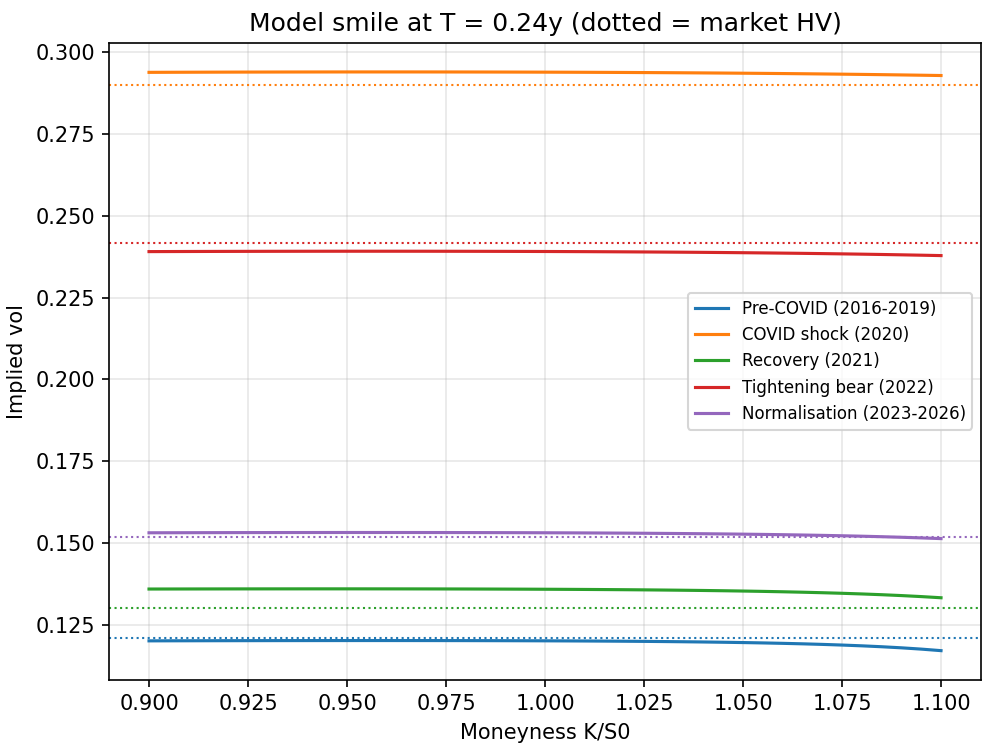 Model smile at T = 0.24y (dotted = market HV)
0.300
0.275
0.250
0.225
0.200
0.175
0.150
0.125
Implied vol
Pre-COVID (2016-2019)
COVID shock (2020)
Recovery (2021)
Tightening bear (2022)
Normalisation (2023-2026)
0.900 0.925 0.950 0.975 1.000 1.025 1.050 1.075 1.100
Moneyness K/S0